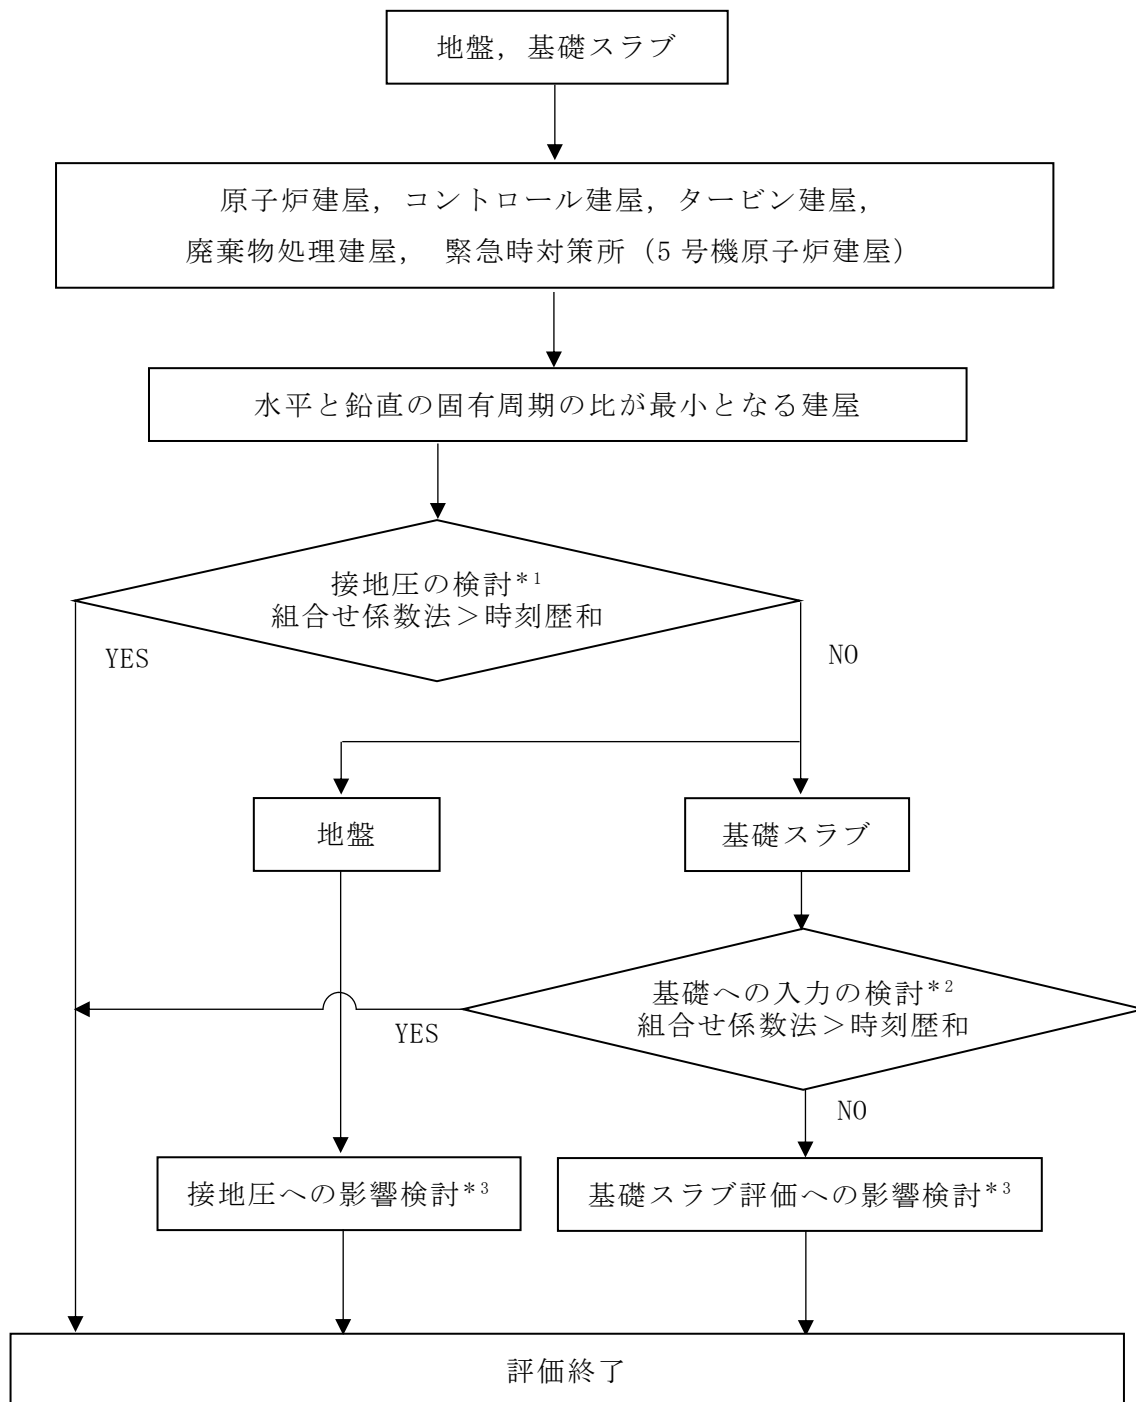 地盤，基礎スラブ
原子炉建屋，コントロール建屋，タービン建屋，
廃棄物処理建屋， 緊急時対策所（5 号機原子炉建屋）
水平と鉛直の固有周期の比が最小となる建屋
接地圧の検討*1
組合せ係数法＞時刻歴和
YES
NO
地盤
基礎スラブ
基礎への入力の検討*2
組合せ係数法＞時刻歴和
YES
NO
接地圧への影響検討*3
基礎スラブ評価への影響検討*3
評価終了